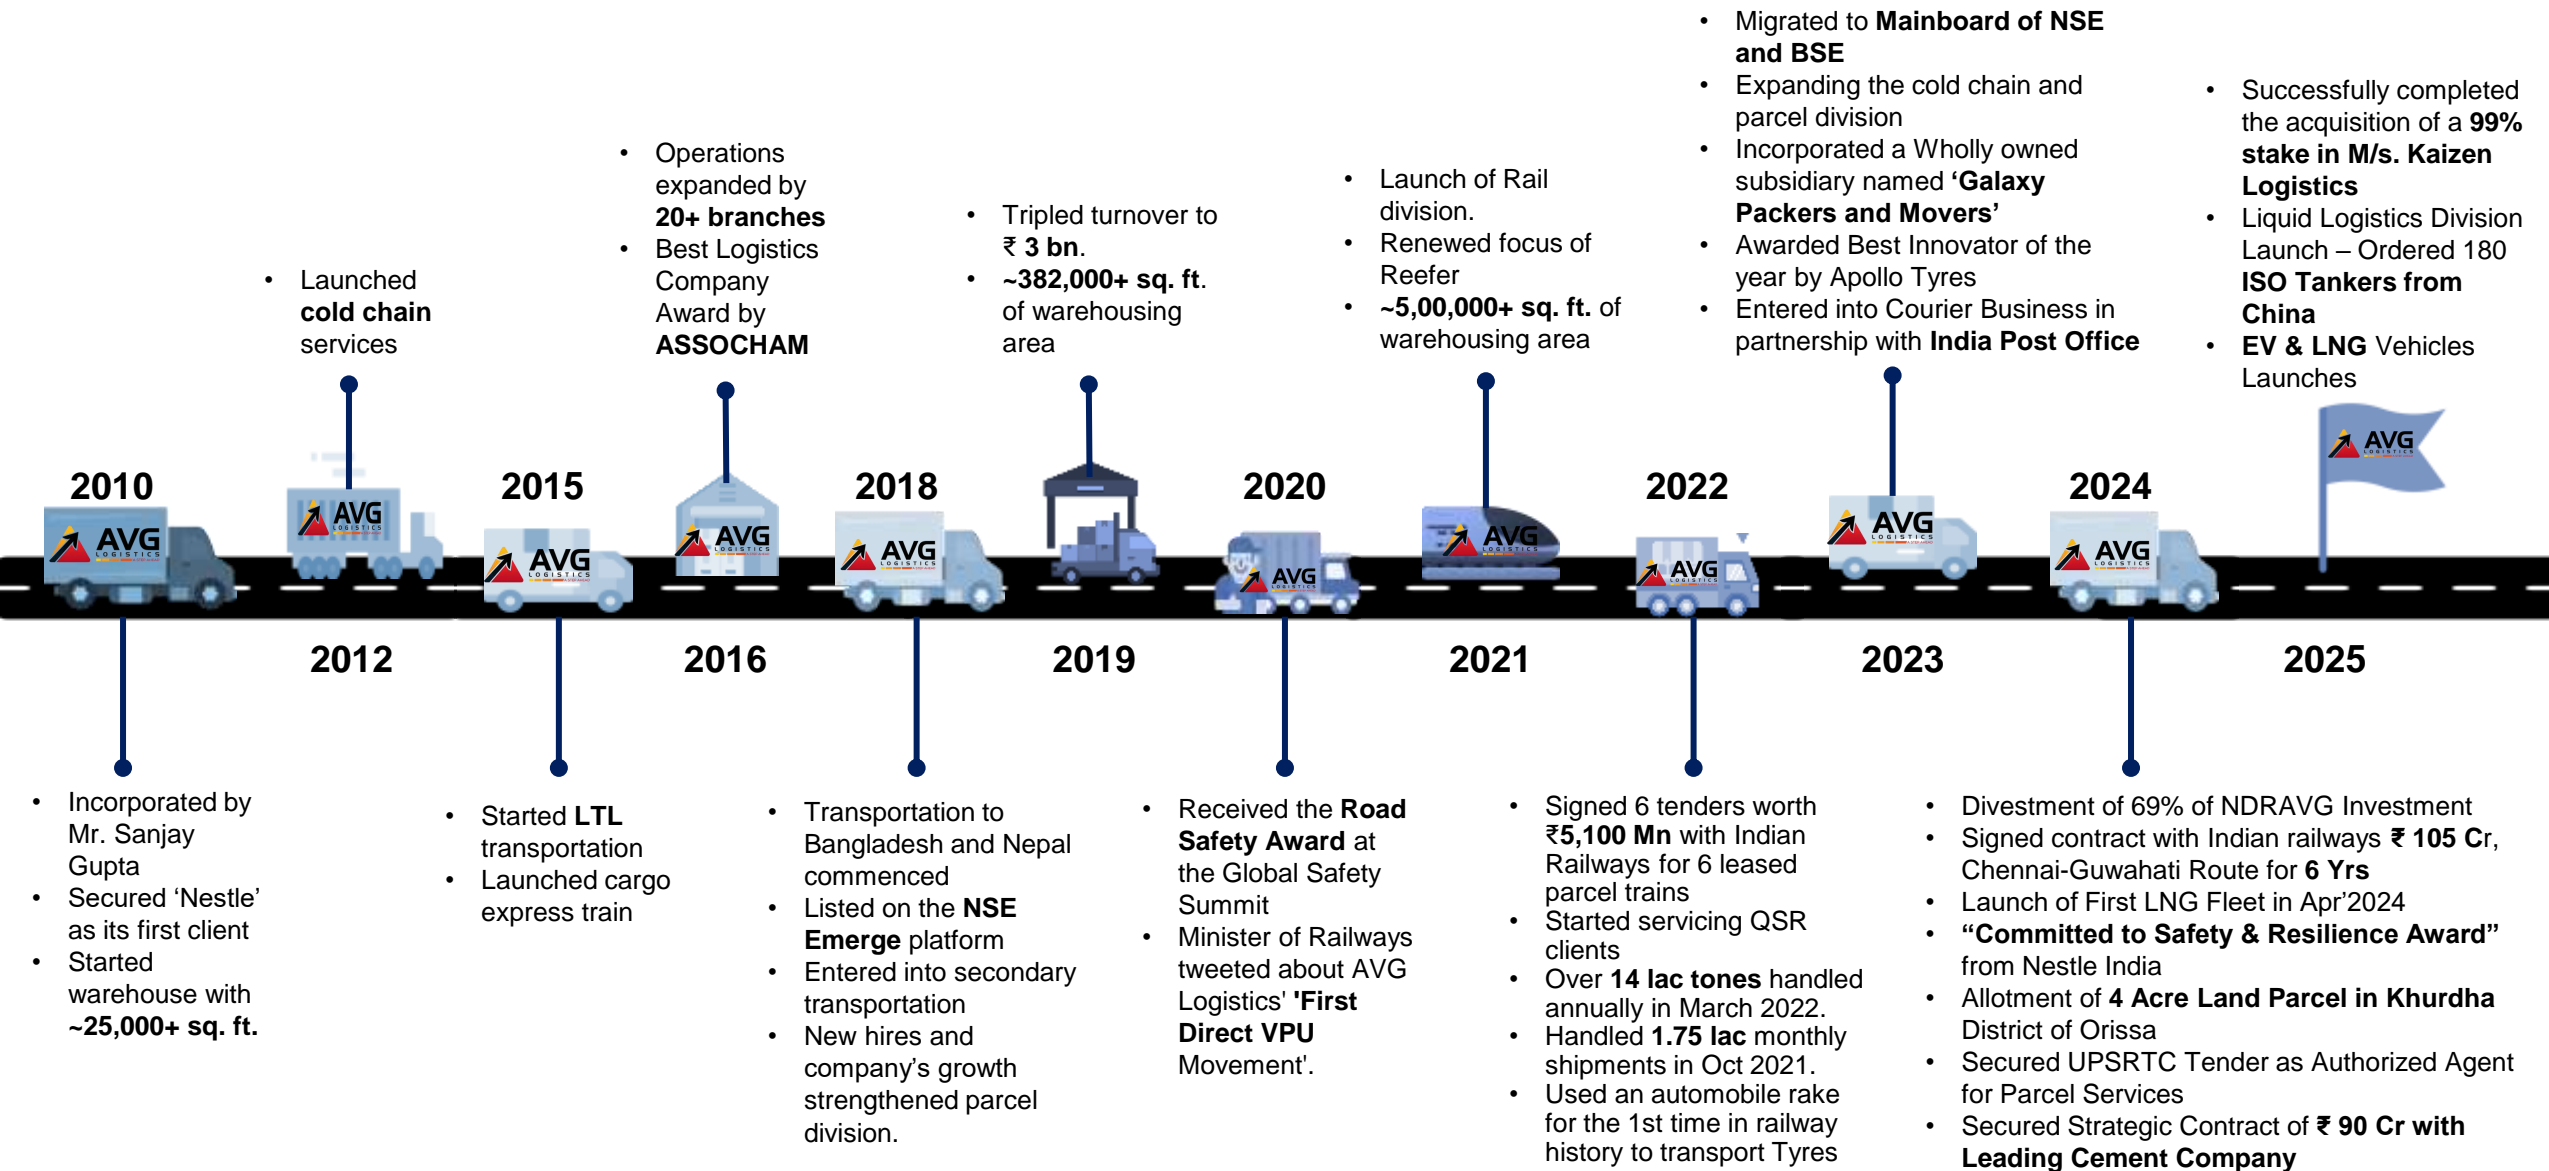 • Migrated to Mainboard of NSE
and BSE
• Expanding the cold chain and
parcel division
• Incorporated a Wholly owned
subsidiary named ‘Galaxy
Packers and Movers’
• Awarded Best Innovator of the
year by Apollo Tyres
• Entered into Courier Business in
partnership with India Post Office
• Successfully completed
the acquisition of a 99%
stake in M/s. Kaizen
Logistics
• Liquid Logistics Division
Launch – Ordered 180
ISO Tankers from
China
• EV & LNG Vehicles
Launches
• Operations
expanded by
20+ branches
• Best Logistics
Company
Award by
ASSOCHAM
• Launch of Rail
division.
• Renewed focus of
Reefer
• ~5,00,000+ sq. ft. of
warehousing area
• Tripled turnover to
₹ 3 bn.
• ~382,000+ sq. ft.
of warehousing
area
• Launched
cold chain
services
2010
2015
2018
2020
2022
2024
AVG
LOGISTICS
AVG
LOGISTICS
AVG
LOGISTICS
AVG
LOGISTICS
AVG
LOGISTICS
AVG
LOGISTICS
AVG
LOGISTICS
AVG
LOGISTICS
AVG
LOGISTICS
AVG
LOGISTICS
AVG
LOGISTICS
2012
2016
2019
2021
2023
2025
• Incorporated by
Mr. Sanjay
Gupta
• Secured ‘Nestle’
as its first client
• Started
warehouse with
~25,000+ sq. ft.
• Started LTL
transportation
• Launched cargo
express train
• Transportation to
Bangladesh and Nepal
commenced
• Listed on the NSE
Emerge platform
• Entered into secondary
transportation
• New hires and
company’s growth
strengthened parcel
division.
• Received the Road
Safety Award at
the Global Safety
Summit
• Minister of Railways
tweeted about AVG
Logistics' 'First
Direct VPU
Movement'.
• Signed 6 tenders worth
₹5,100 Mn with Indian
Railways for 6 leased
parcel trains
• Started servicing QSR
clients
• Over 14 lac tones handled
annually in March 2022.
• Handled 1.75 lac monthly
shipments in Oct 2021.
• Used an automobile rake
for the 1st time in railway
history to transport Tyres
• Divestment of 69% of NDRAVG Investment
• Signed contract with Indian railways ₹ 105 Cr,
Chennai-Guwahati Route for 6 Yrs
• Launch of First LNG Fleet in Apr’2024
• “Committed to Safety & Resilience Award”
from Nestle India
• Allotment of 4 Acre Land Parcel in Khurdha
District of Orissa
• Secured UPSRTC Tender as Authorized Agent
for Parcel Services
• Secured Strategic Contract of ₹ 90 Cr with
Leading Cement Company